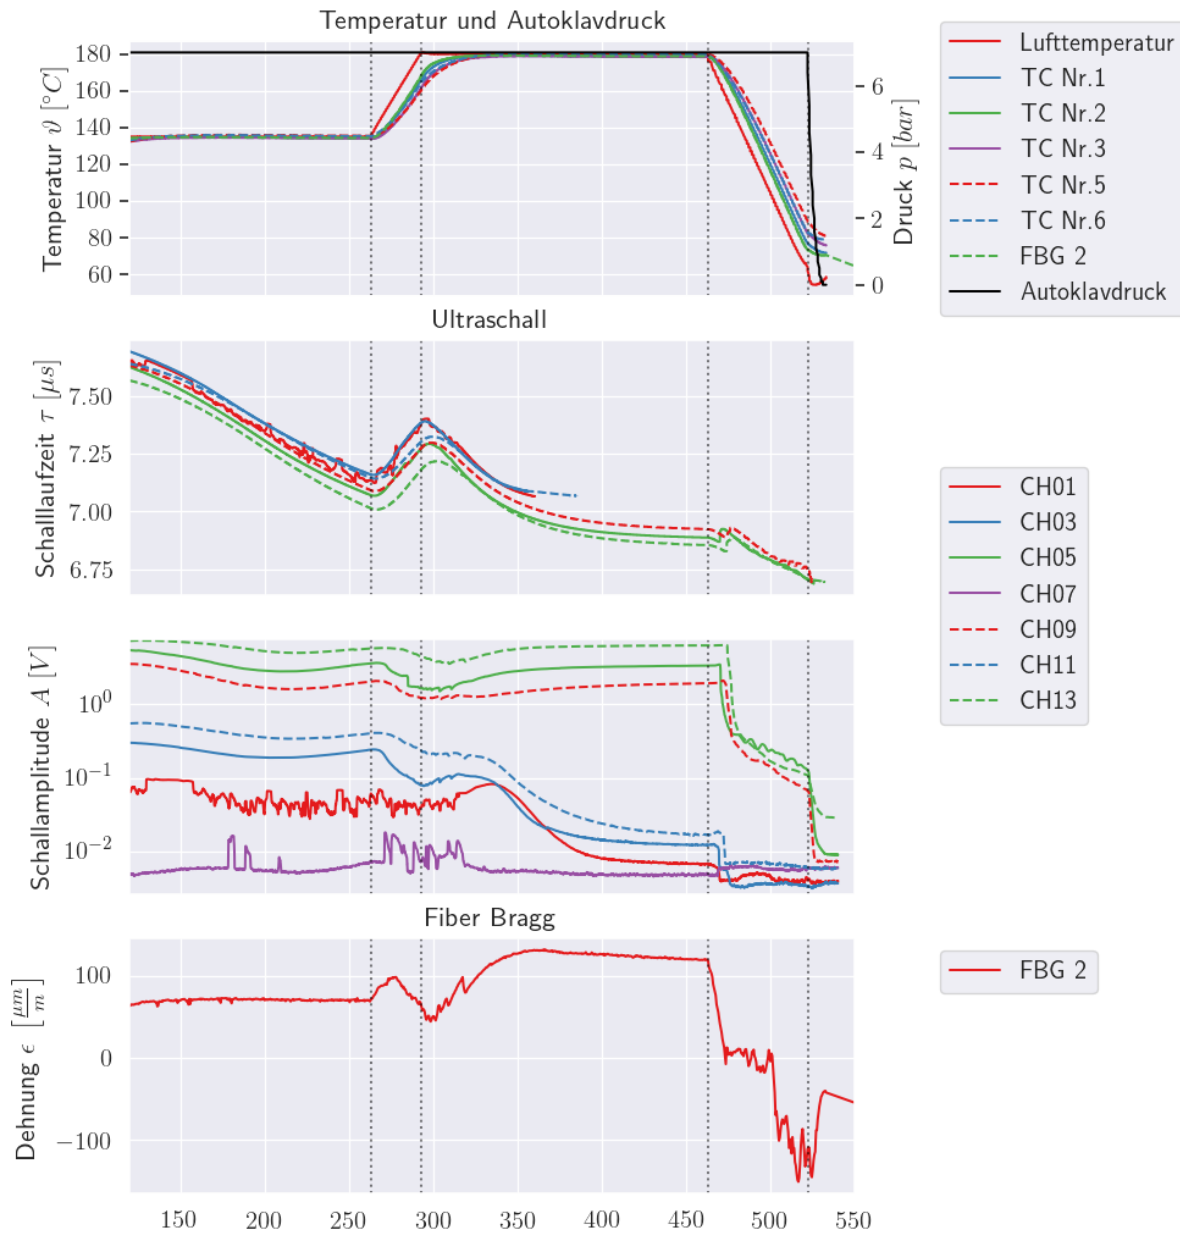 Temperatur und Autoklavdruck
Temperatur ϑ [°C]
180
160
140
120
100
80
60
Druck p [bar]
6
4
2
0
Lufttemperatur
TC Nr.1
TC Nr.2
TC Nr.3
TC Nr.5
TC Nr.6
FBG 2
Autoklavdruck
Ultraschall
Schalllaufzeit τ [μs]
7.50
7.25
7.00
6.75
Schallamplitude A [V]
10⁰
10⁻¹
10⁻²
CH01
CH03
CH05
CH07
CH09
CH11
CH13
Fiber Bragg
Dehnung ϵ [μm/m]
100
0
−100
FBG 2
150 200 250 300 350 400 450 500 550